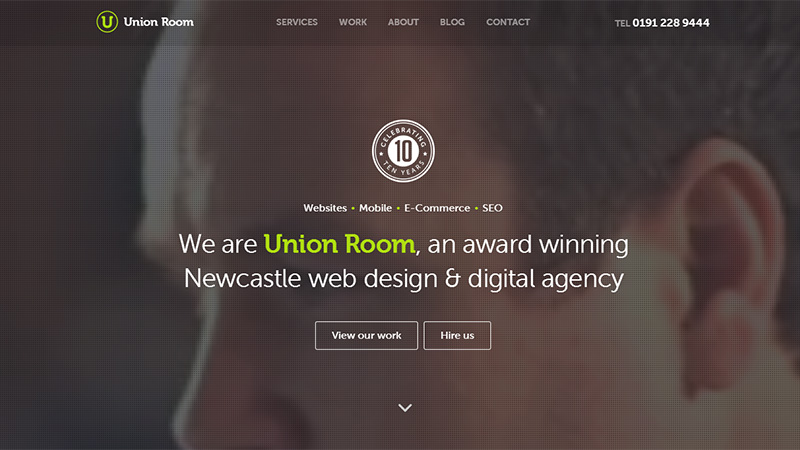 U Union Room
SERVICES WORK ABOUT BLOG CONTACT
TEL 0191 228 9444
CELEBRATING
10
TEN YEARS
Websites • Mobile • E-Commerce • SEO
We are Union Room, an award winning
Newcastle web design & digital agency
View our work
Hire us